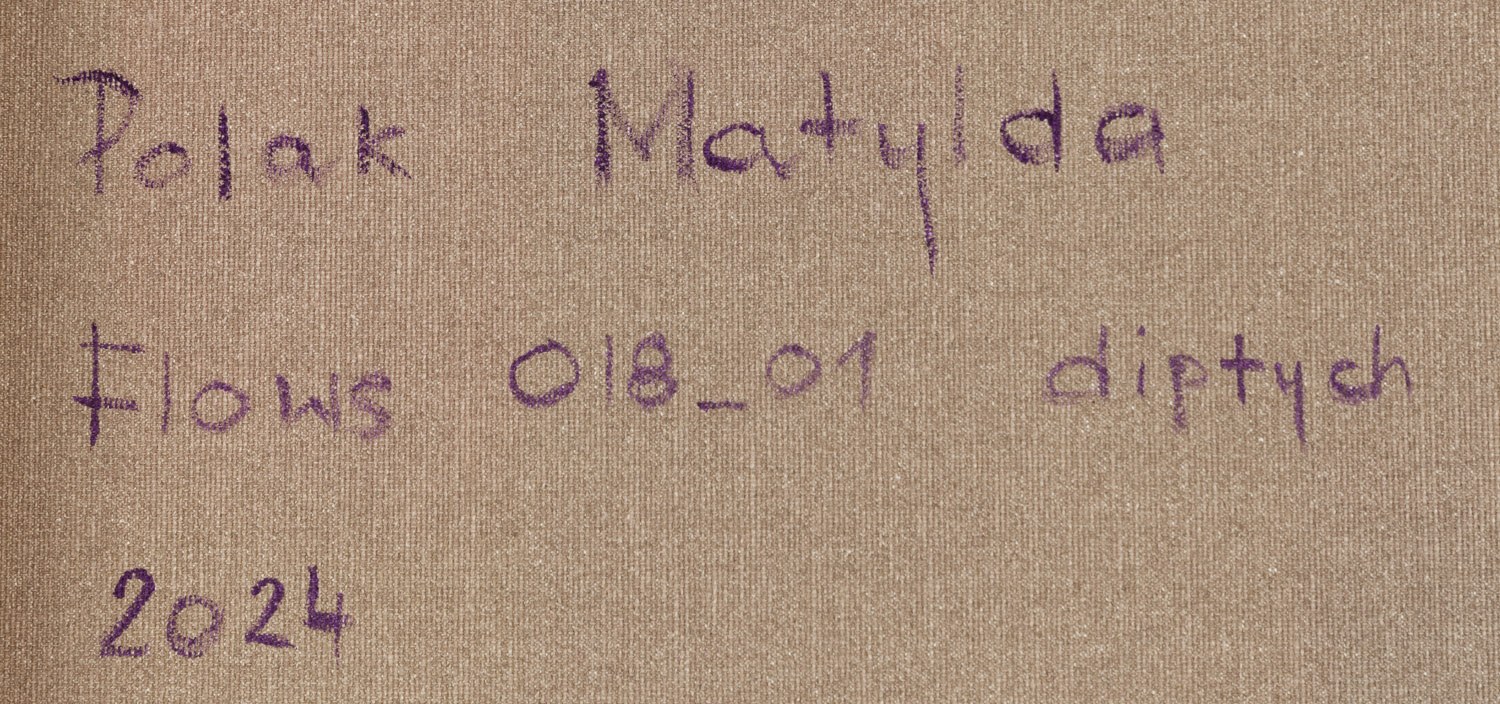 Polak Matylda
Flows 018_01 diptych
2024